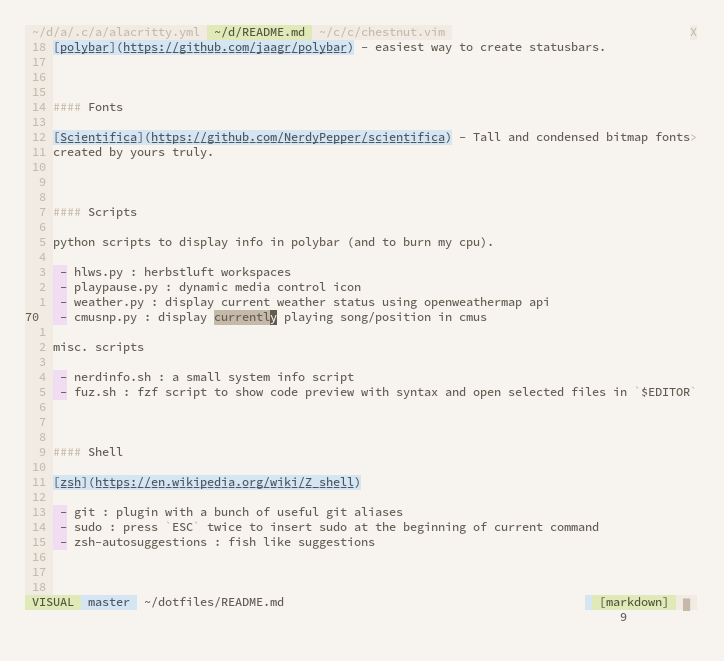 ~/d/a/.c/a/alacritty.yml ~/d/README.md ~/c/c/chestnut.vim X
18 [polybar](https://github.com/jaagr/polybar) - easiest way to create statusbars.
17
16
15
14 #### Fonts
13
12 [Scientifica](https://github.com/NerdyPepper/scientifica) - Tall and condensed bitmap fonts>
11 created by yours truly.
10
9
8
7 #### Scripts
6
5 python scripts to display info in polybar (and to burn my cpu).
4
3 - hlws.py : herbstluft workspaces
2 - playpause.py : dynamic media control icon
1 - weather.py : display current weather status using openweathermap api
70 - cmusnp.py : display currently playing song/position in cmus
1
2 misc. scripts
3
4 - nerdinfo.sh : a small system info script
5 - fuz.sh : fzf script to show code preview with syntax and open selected files in `$EDITOR`
6
7
8
9 #### Shell
10
11 [zsh](https://en.wikipedia.org/wiki/Z_shell)
12
13 - git : plugin with a bunch of useful git aliases
14 - sudo : press `ESC` twice to insert sudo at the beginning of current command
15 - zsh-autosuggestions : fish like suggestions
16
17
18
VISUAL master ~/dotfiles/README.md [markdown]
9